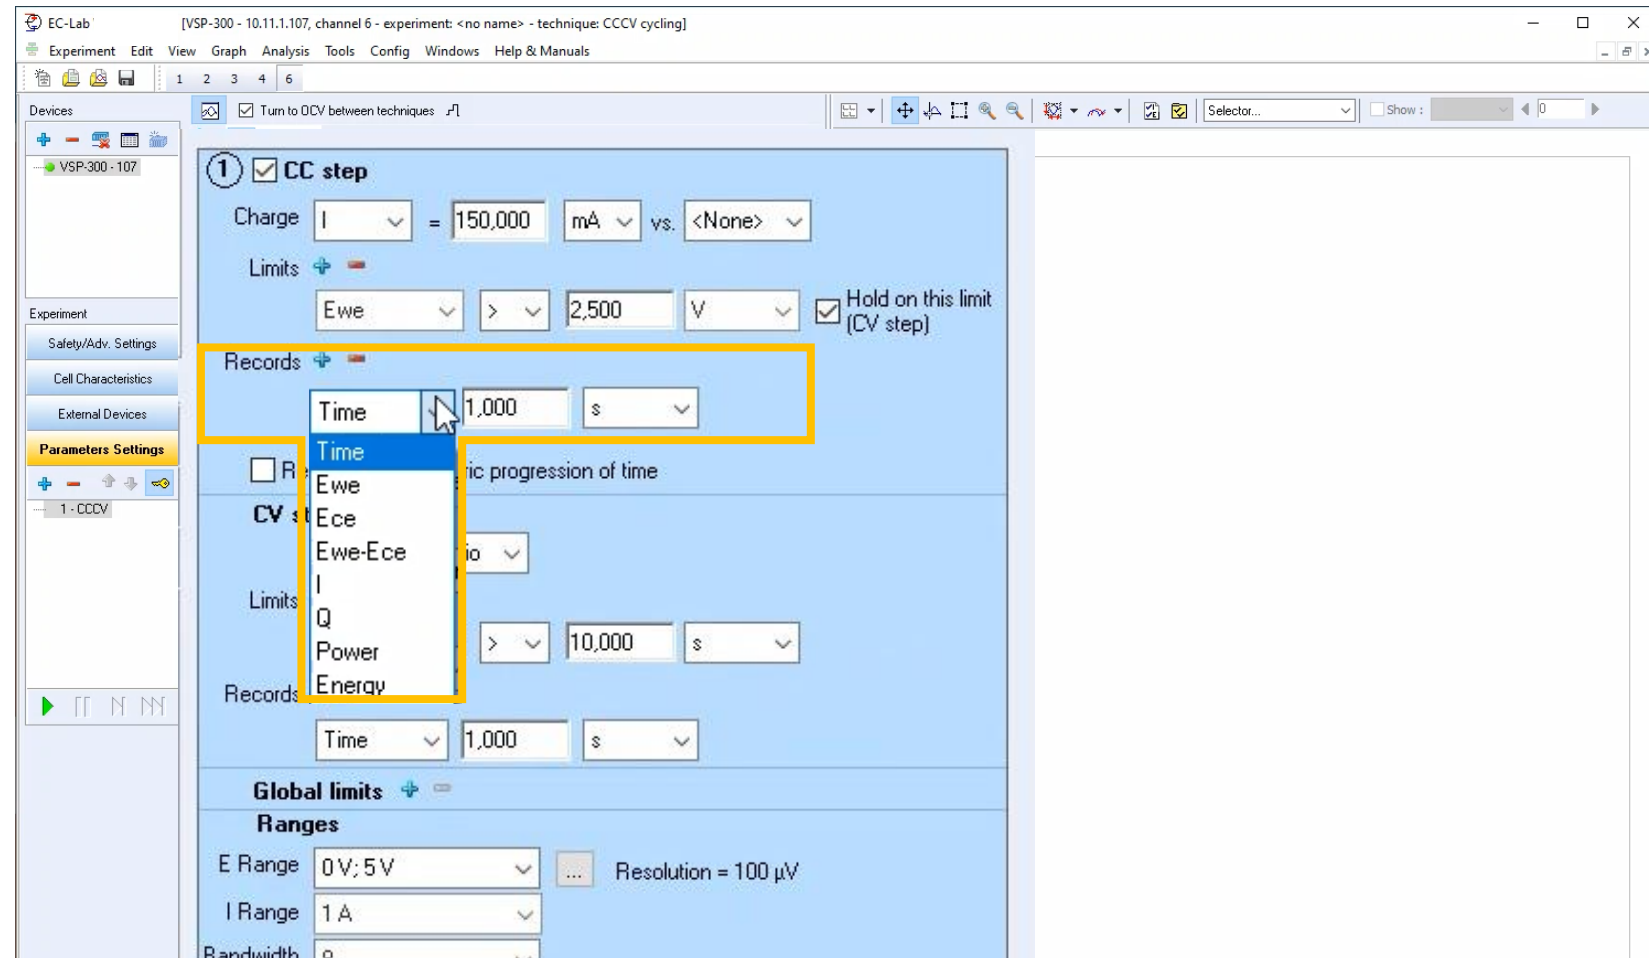 EC-Lab [VSP-300 - 10.11.1.107, channel 6 - experiment: <no name> - technique: CCCV cycling]
Experiment Edit View Graph Analysis Tools Config Windows Help & Manuals
1 2 3 4 6
Devices
Turn to OCV between techniques
Selector...
Show :
0
VSP-300 - 107
1 CC step
Charge I = 150,000 mA vs. <None>
Limits
Ewe > 2,500 V
Hold on this limit
(CV step)
Experiment
Safety/Adv. Settings
Cell Characteristics
External Devices
Parameters Settings
1 - CCCV
Records
Time 1,000 s
Time
Ewe
Ece
Ewe-Ece
I
Q
Power
Energy
ric progression of time
CV st
io
Limits
> 10,000 s
Records
Time 1,000 s
Global limits
Ranges
E Range 0 V; 5 V ... Resolution = 100 µV
I Range 1 A
Bandwidth